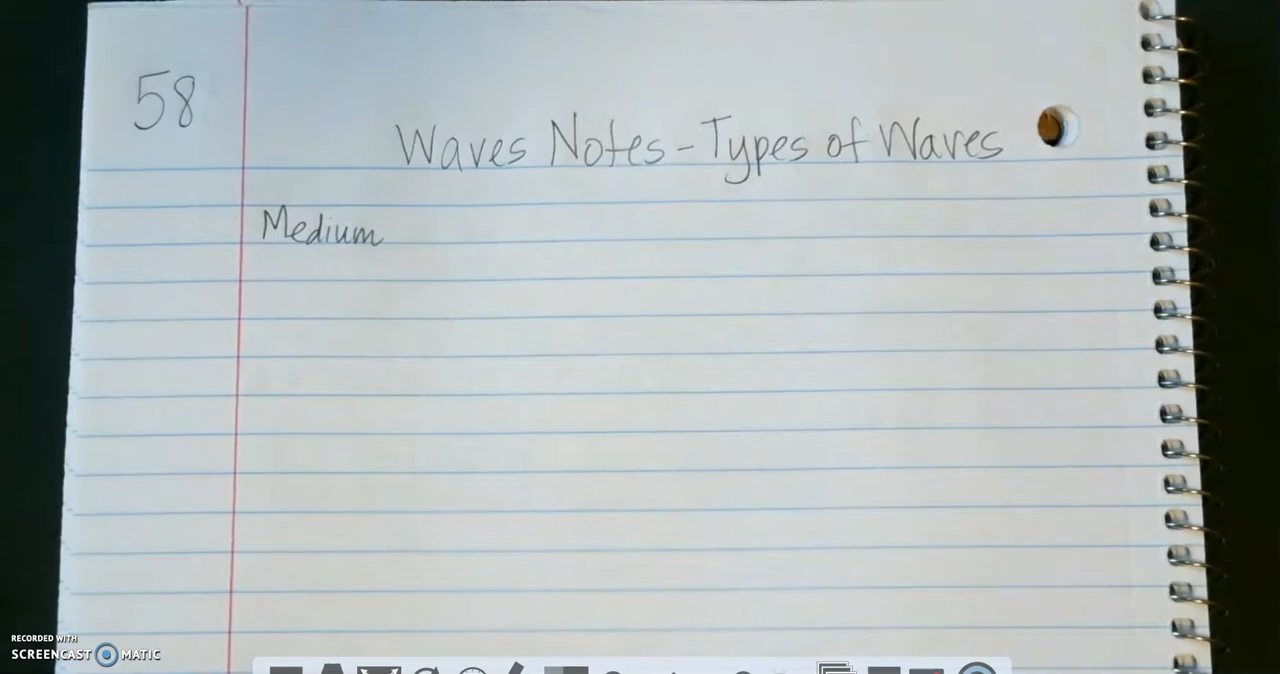 58
Waves Notes - Types of Waves
Medium
RECORDED WITH
SCREENCAST MATIC